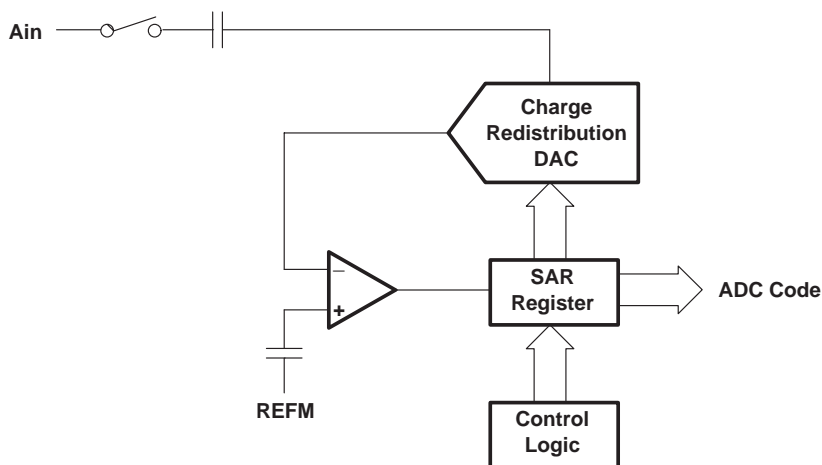 Ain
Charge
Redistribution
DAC
_
+
SAR
Register
ADC Code
REFM
Control
Logic